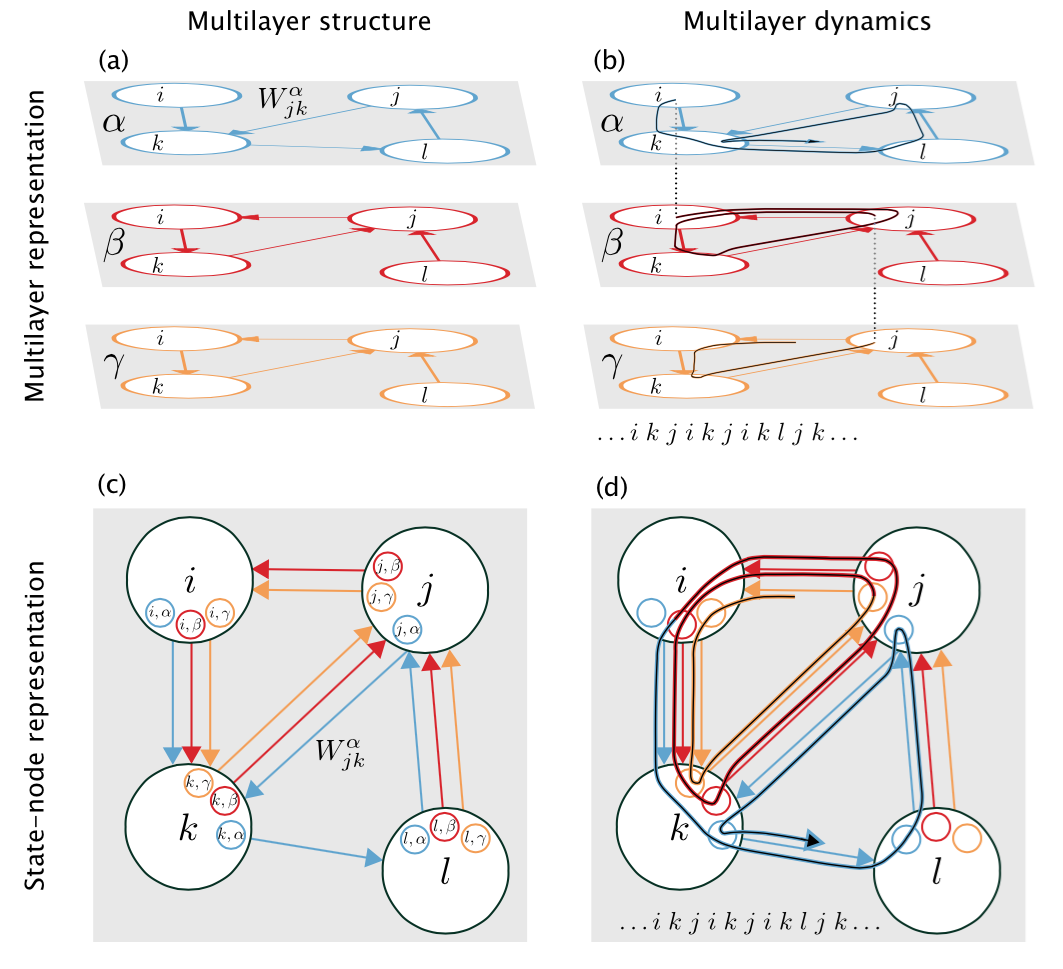 Multilayer structure
Multilayer dynamics
Multilayer representation
(a)
i
W^α_jk
j
α
k
l
i
j
β
k
l
i
j
γ
k
l
(b)
i
j
α
k
l
i
j
β
k
l
i
j
γ
k
l
...i k j i k j i k l j k...
State-node representation
(c)
i
j
j, β
j, γ
j, α
i, α
i, β
i, γ
W^α_jk
k, γ
k, β
k, α
k
l, α
l, β
l, γ
l
(d)
i
j
k
l
...i k j i k j i k l j k...